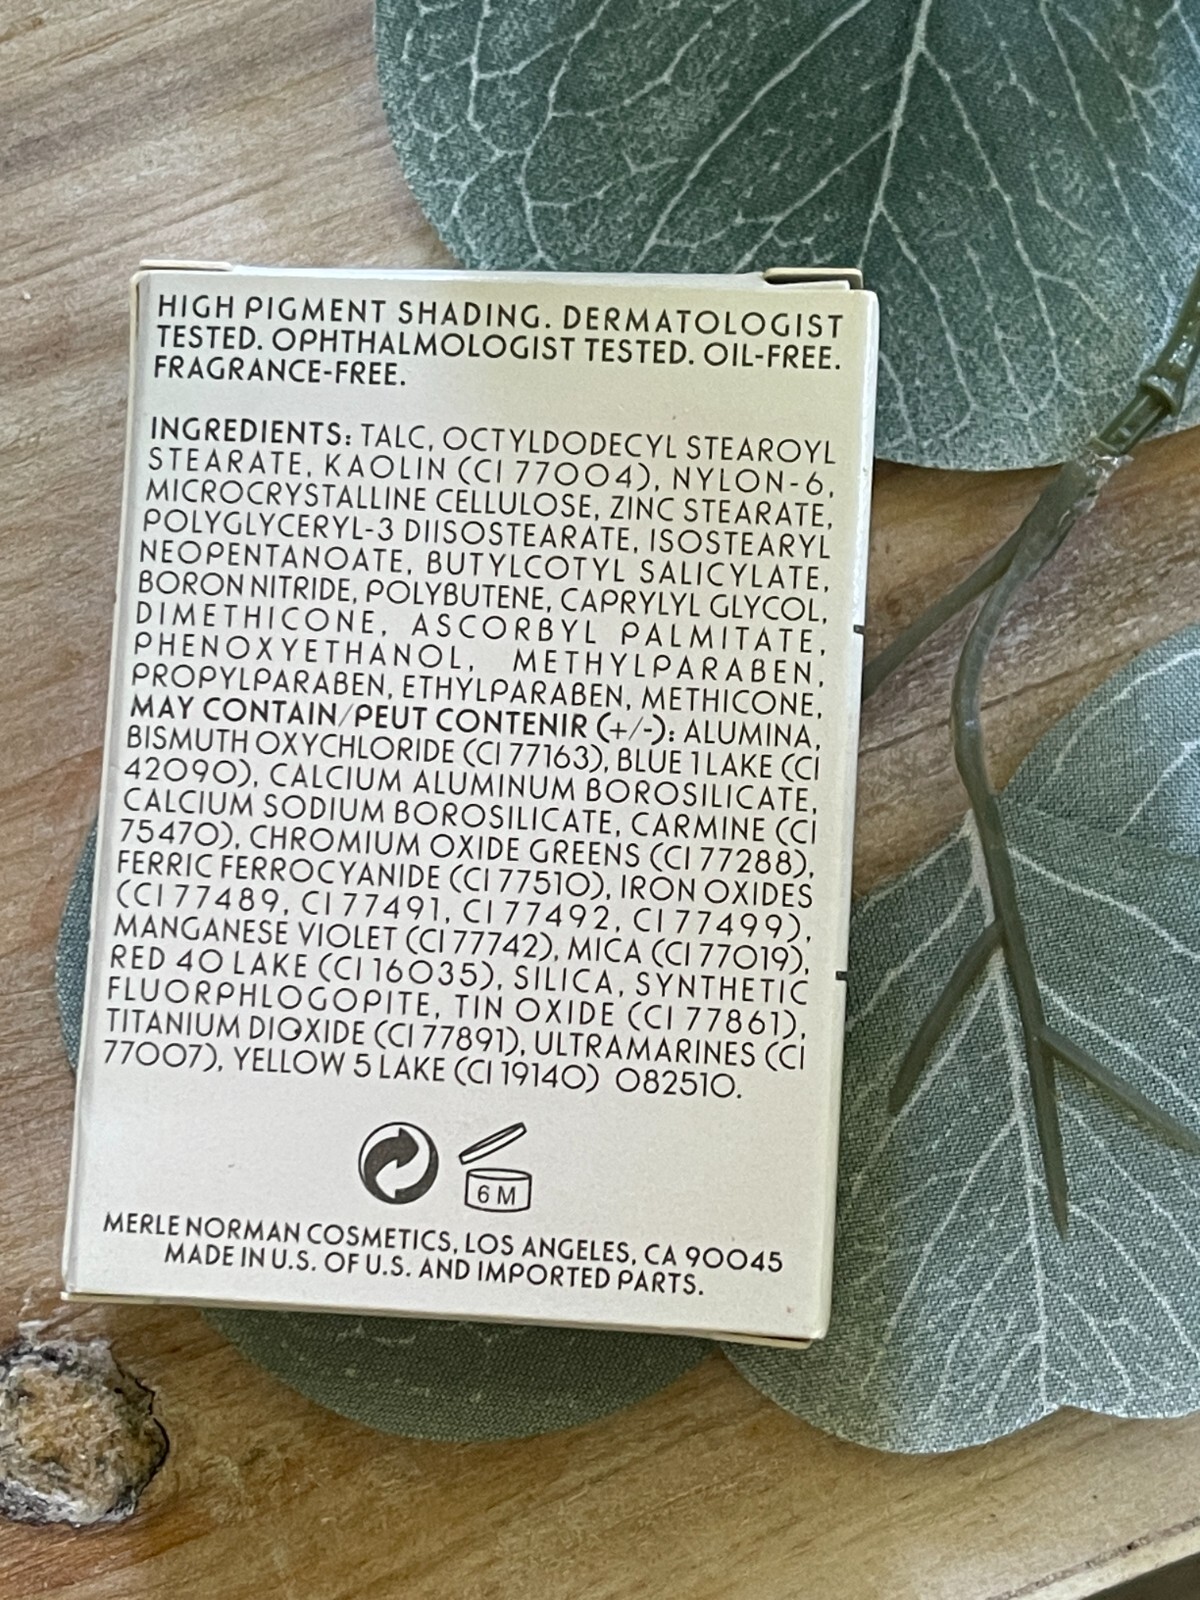 HIGH PIGMENT SHADING. DERMATOLOGIST
TESTED. OPHTHALMOLOGIST TESTED. OIL-FREE.
FRAGRANCE-FREE.
INGREDIENTS: TALC, OCTYLDODECYL STEAROYL
STEARATE, KAOLIN (CI 77004), NYLON-6,
MICROCRYSTALLINE CELLULOSE, ZINC STEARATE,
POLYGLYCERYL-3 DIISOSTEARATE, ISOSTEARYL
NEOPENTANOATE, BUTYLCOTYL SALICYLATE,
BORON NITRIDE, POLYBUTENE, CAPRYLYL GLYCOL,
DIMETHICONE, ASCORBYL PALMITATE,
PHENOXYETHANOL, METHYLPARABEN,
PROPYLPARABEN, ETHYLPARABEN, METHICONE,
MAY CONTAIN/PEUT CONTENIR (+/-): ALUMINA,
BISMUTH OXYCHLORIDE (CI 77163), BLUE 1 LAKE (CI
42090), CALCIUM ALUMINUM BOROSILICATE,
CALCIUM SODIUM BOROSILICATE, CARMINE (CI
75470), CHROMIUM OXIDE GREENS (CI 77288),
FERRIC FERROCYANIDE (CI 77510), IRON OXIDES
(CI 77489, CI 77491, CI 77492, CI 77499),
MANGANESE VIOLET (CI 77742), MICA (CI 77019),
RED 40 LAKE (CI 16035), SILICA, SYNTHETIC
FLUORPHLOGOPITE, TIN OXIDE (CI 77861),
TITANIUM DIOXIDE (CI 77891), ULTRAMARINES (CI
77007), YELLOW 5 LAKE (CI 19140) 082510.
6 M
MERLE NORMAN COSMETICS, LOS ANGELES, CA 90045
MADE IN U.S. OF U.S. AND IMPORTED PARTS.